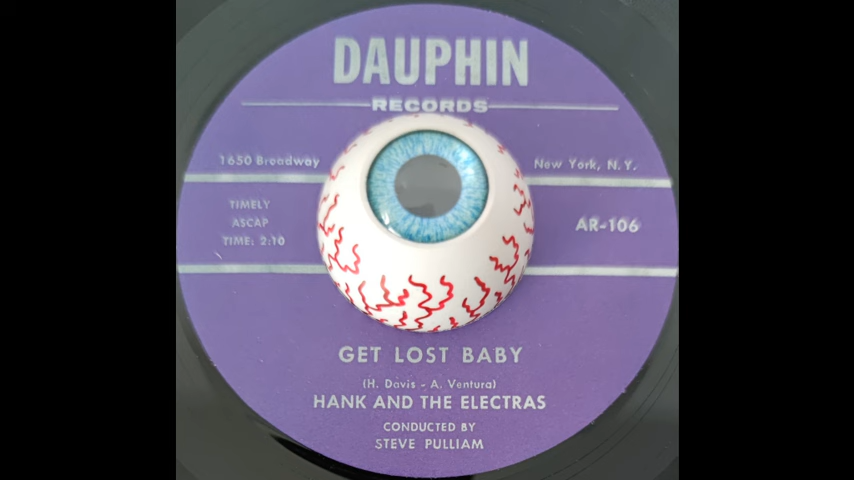 DAUPHIN
RECORDS
1650 Broadway New York, N.Y.
TIMELY
ASCAP
TIME: 2:10
AR-106
GET LOST BABY
(H. Davis - A. Ventura)
HANK AND THE ELECTRAS
CONDUCTED BY
STEVE PULLIAM